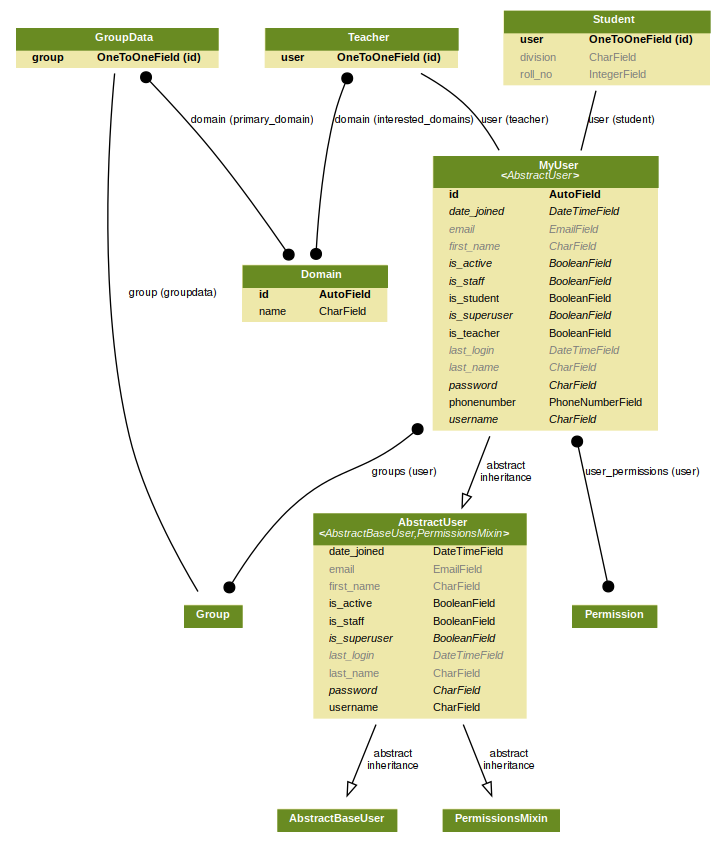 GroupData
group OneToOneField (id)
Teacher
user OneToOneField (id)
Student
user OneToOneField (id)
division CharField
roll_no IntegerField
domain (primary_domain)
domain (interested_domains)
user (teacher)
user (student)
MyUser
<AbstractUser>
id AutoField
date_joined DateTimeField
email EmailField
first_name CharField
is_active BooleanField
is_staff BooleanField
is_student BooleanField
is_superuser BooleanField
is_teacher BooleanField
last_login DateTimeField
last_name CharField
password CharField
phonenumber PhoneNumberField
username CharField
Domain
id AutoField
name CharField
group (groupdata)
groups (user)
abstract
inheritance
user_permissions (user)
AbstractUser
<AbstractBaseUser,PermissionsMixin>
date_joined DateTimeField
email EmailField
first_name CharField
is_active BooleanField
is_staff BooleanField
is_superuser BooleanField
last_login DateTimeField
last_name CharField
password CharField
username CharField
Group
Permission
abstract
inheritance
abstract
inheritance
AbstractBaseUser
PermissionsMixin